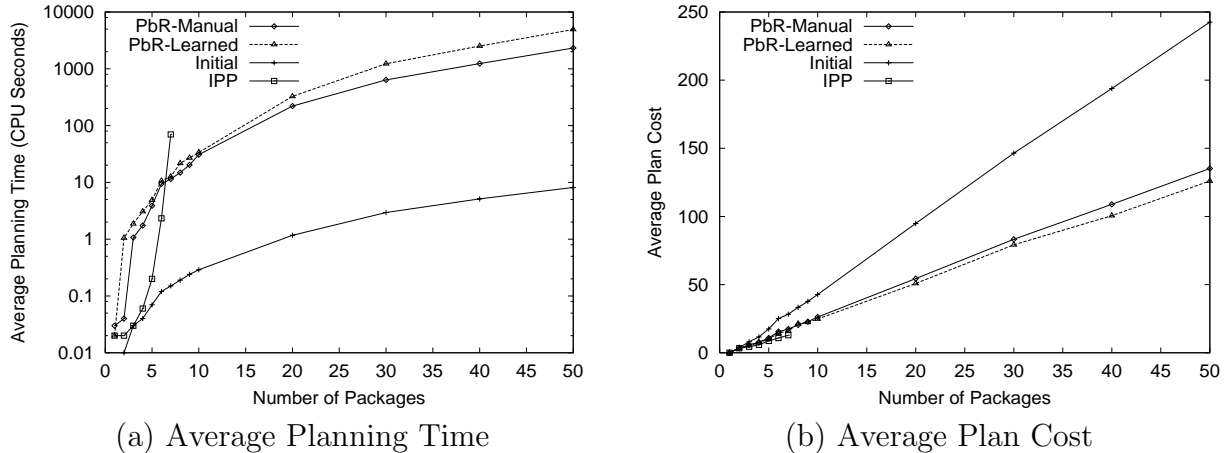 Average Planning Time (CPU Seconds)
10000
1000
100
10
1
0.1
0.01
PbR-Manual
PbR-Learned
Initial
IPP
0 5 10 15 20 25 30 35 40 45 50
Number of Packages
(a) Average Planning Time
Average Plan Cost
250
200
150
100
50
0
PbR-Manual
PbR-Learned
Initial
IPP
0 5 10 15 20 25 30 35 40 45 50
Number of Packages
(b) Average Plan Cost